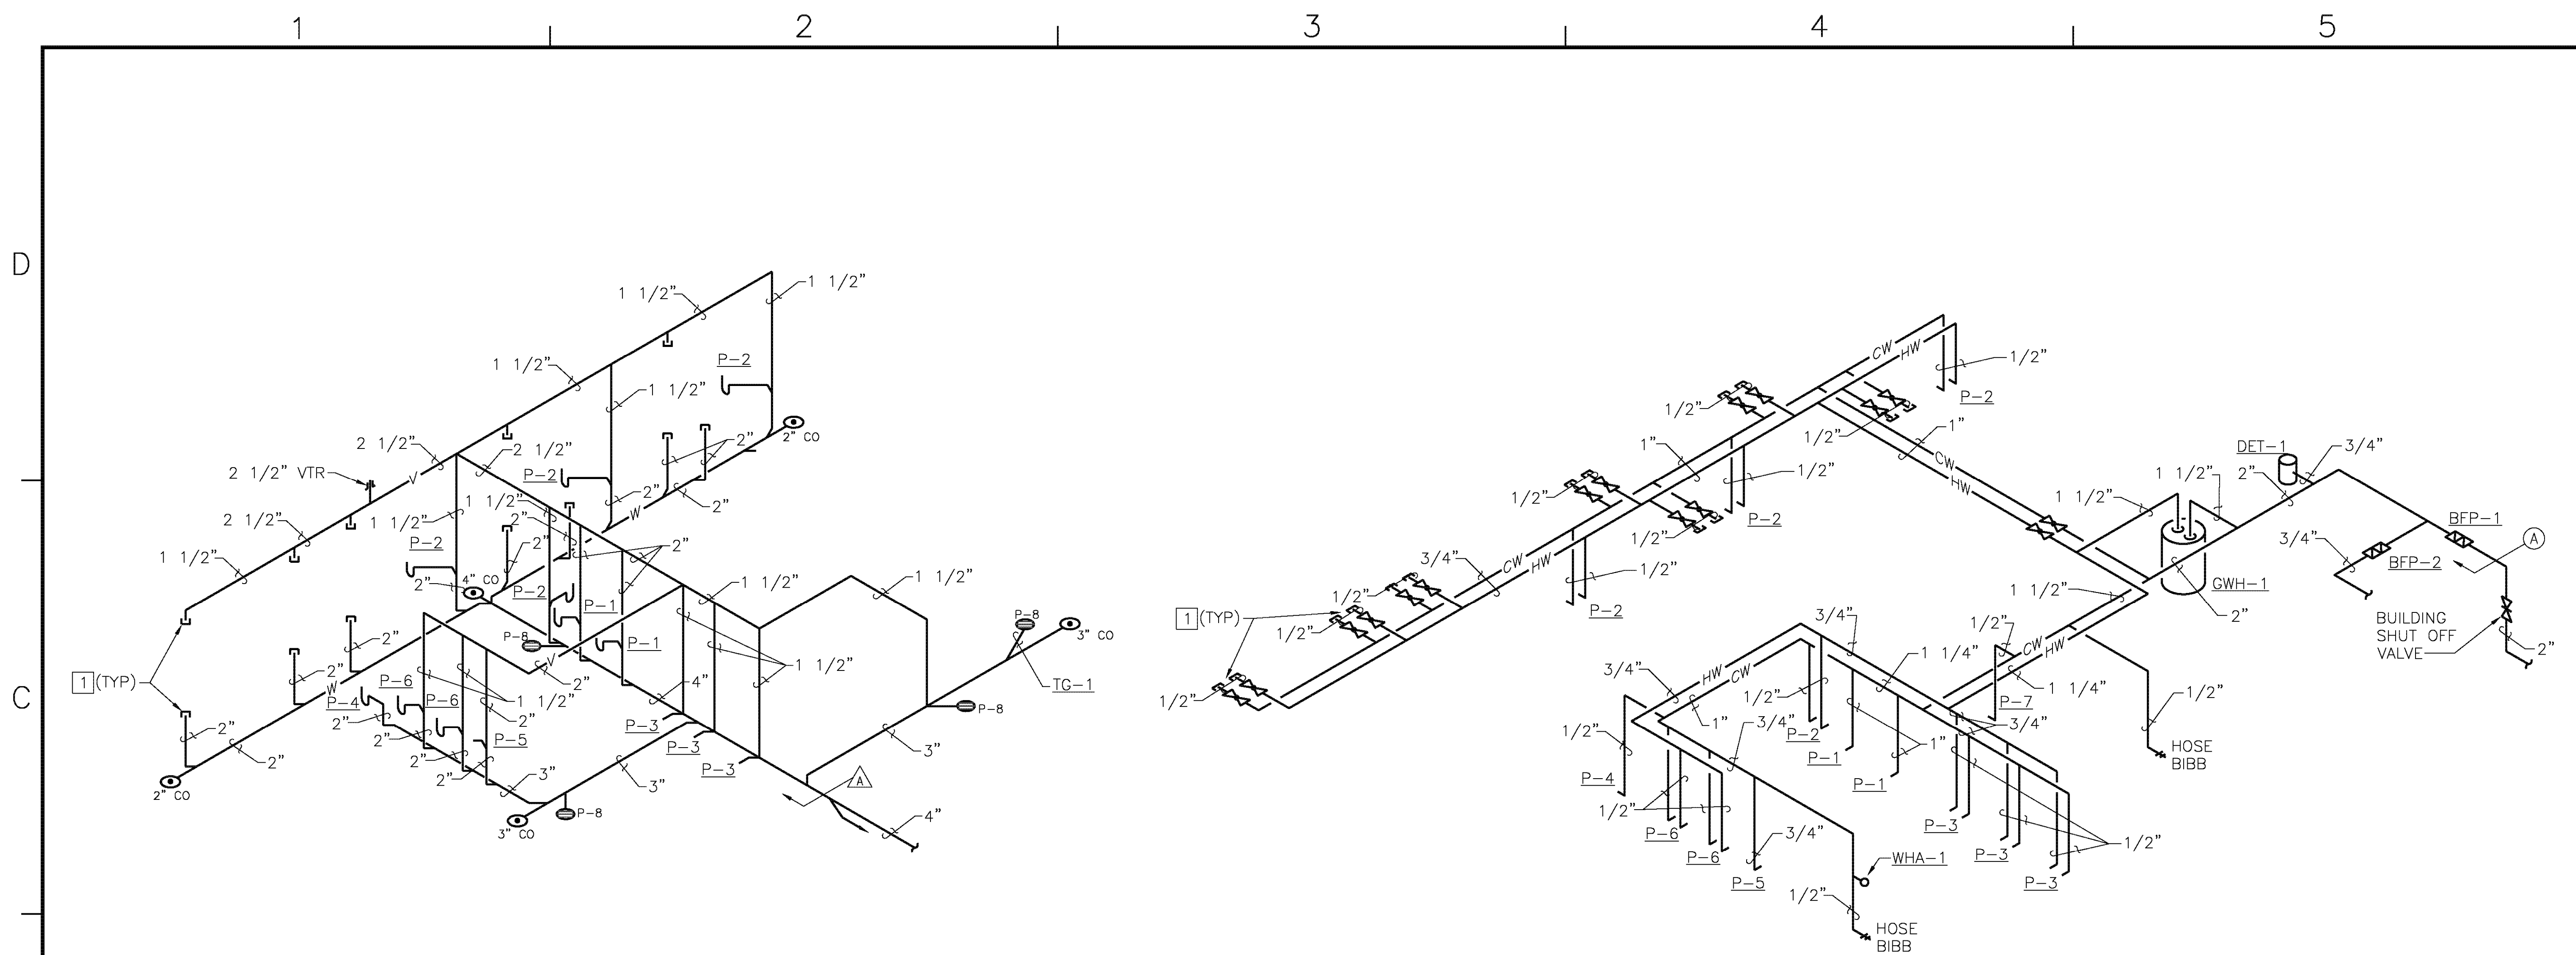 1
2
3
4
5
D
C
1 1/2"
1 1/2"
P-2
1 1/2"
1 1/2"
2 1/2"
2 1/2"
P-2
2"
2" CO
2 1/2" VTR
V
2"
2"
W
1 1/2"
1 1/2"
2"
2 1/2"
1 1/2"
P-2
2"
2"
1 1/2"
4" CO
2"
P-2
P-1
1 1/2"
1 1/2"
P-8
P-1
V
2"
1 1/2"
P-8
3" CO
TG-1
P-8
1 (TYP)
2"
2"
W
P-4
P-6
P-6
1 1/2"
4"
2"
2"
2"
P-5
P-3
P-3
P-3
2"
2"
2"
2"
2"
2" CO
3"
3"
3"
P-8
3" CO
A
4"
CW
HW
1/2"
P-2
1/2"
1/2"
1"
CW
HW
1"
1/2"
1/2"
P-2
1/2"
3/4"
CW
HW
1/2"
P-2
1/2"
1/2"
1 (TYP)
1/2"
DET-1
3/4"
2"
1 1/2"
1 1/2"
BFP-1
A
3/4"
BFP-2
GWH-1
2"
BUILDING
SHUT OFF
VALVE
2"
1 1/2"
3/4"
1/2"
CW
HW
1 1/4"
1 1/4"
P-7
3/4"
HW
CW
1/2"
1"
3/4"
P-2
3/4"
1"
1/2"
HOSE
BIBB
1/2"
P-4
P-1
P-1
1/2"
P-6
P-6
3/4"
P-5
P-3
P-3
P-3
1/2"
WHA-1
1/2"
HOSE
BIBB